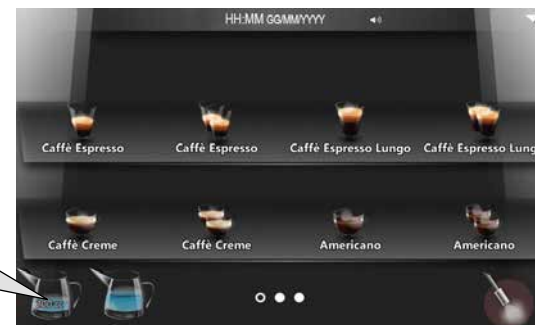 HH:MM GG/MM/YYYY
Caffè Espresso
Caffè Espresso
Caffè Espresso Lungo
Caffè Espresso Lung
Caffè Creme
Caffè Creme
Americano
Americano